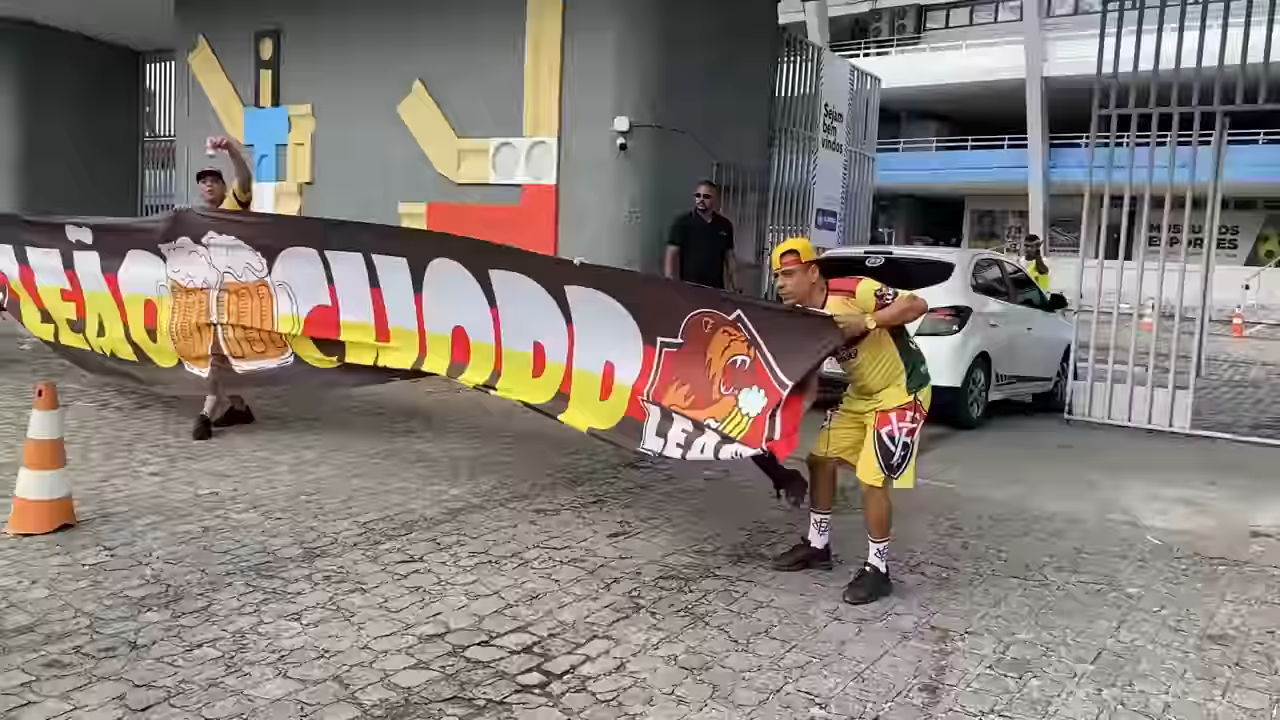 Sejam
bem
vindos
LEÃO CHOPP
LEÃO
MUSEU DOS
ESPORTES